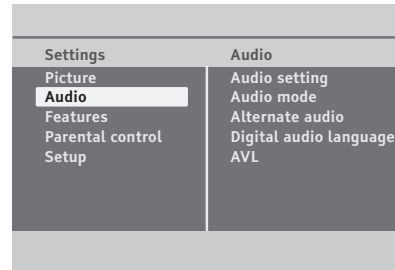 Settings
Picture
Audio
Features
Parental control
Setup
Audio
Audio setting
Audio mode
Alternate audio
Digital audio language
AVL